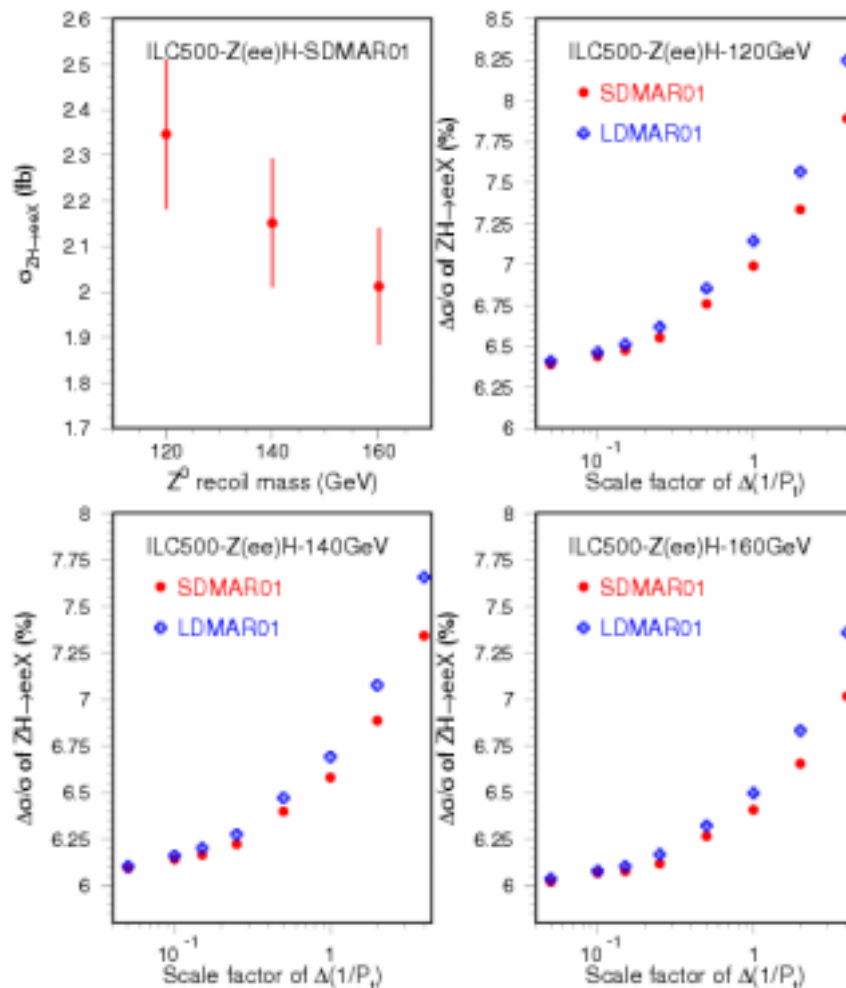 ILC500-Z(ee)H-SDMAR01
σZH→eeX (fb)
2.6
2.5
2.4
2.3
2.2
2.1
2
1.9
1.8
1.7
120
140
160
Z⁰ recoil mass (GeV)
ILC500-Z(ee)H-120GeV
SDMAR01
LDMAR01
Δσ/σ of ZH→eeX (%)
8.5
8.25
8
7.75
7.5
7.25
7
6.75
6.5
6.25
6
10⁻¹
1
Scale factor of Δ(1/Pₜ)
ILC500-Z(ee)H-140GeV
SDMAR01
LDMAR01
Δσ/σ of ZH→eeX (%)
8
7.75
7.5
7.25
7
6.75
6.5
6.25
6
10⁻¹
1
Scale factor of Δ(1/Pₜ)
ILC500-Z(ee)H-160GeV
SDMAR01
LDMAR01
Δσ/σ of ZH→eeX (%)
8
7.75
7.5
7.25
7
6.75
6.5
6.25
6
10⁻¹
1
Scale factor of Δ(1/Pₜ)